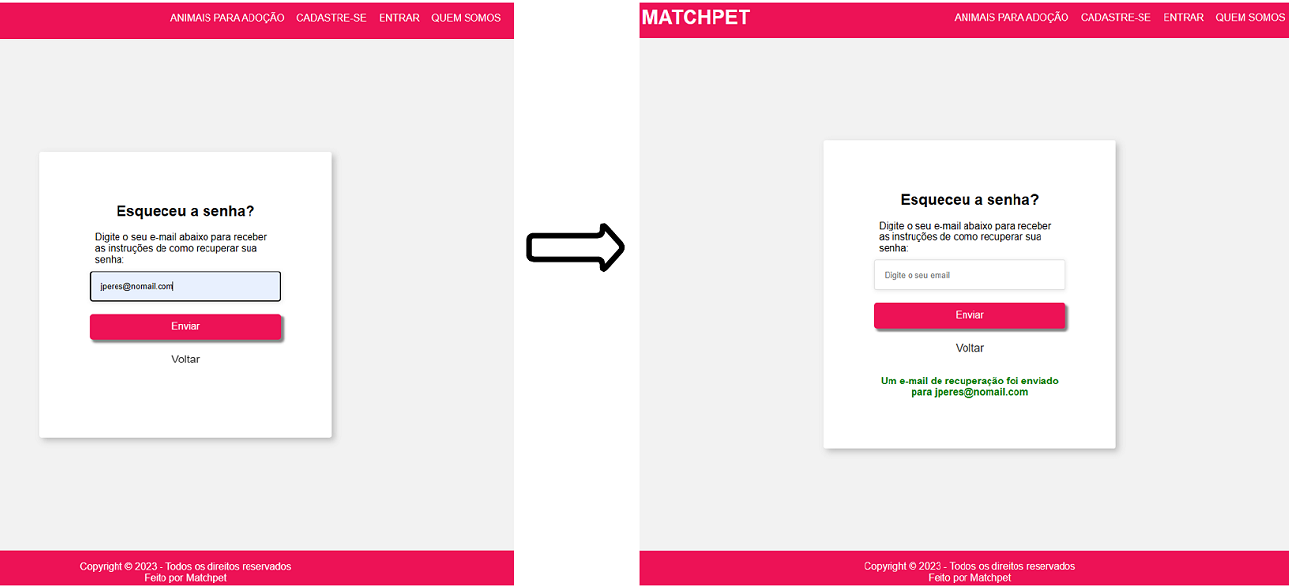 ANIMAIS PARA ADOÇÃO CADASTRE-SE ENTRAR QUEM SOMOS
Esqueceu a senha?
Digite o seu e-mail abaixo para receber
as instruções de como recuperar sua
senha:
jperes@nomail.com
Enviar
Voltar
Copyright © 2023 - Todos os direitos reservados
Feito por Matchpet
MATCHPET ANIMAIS PARA ADOÇÃO CADASTRE-SE ENTRAR QUEM SOMOS
Esqueceu a senha?
Digite o seu e-mail abaixo para receber
as instruções de como recuperar sua
senha:
Digite o seu email
Enviar
Voltar
Um e-mail de recuperação foi enviado
para jperes@nomail.com
Copyright © 2023 - Todos os direitos reservados
Feito por Matchpet